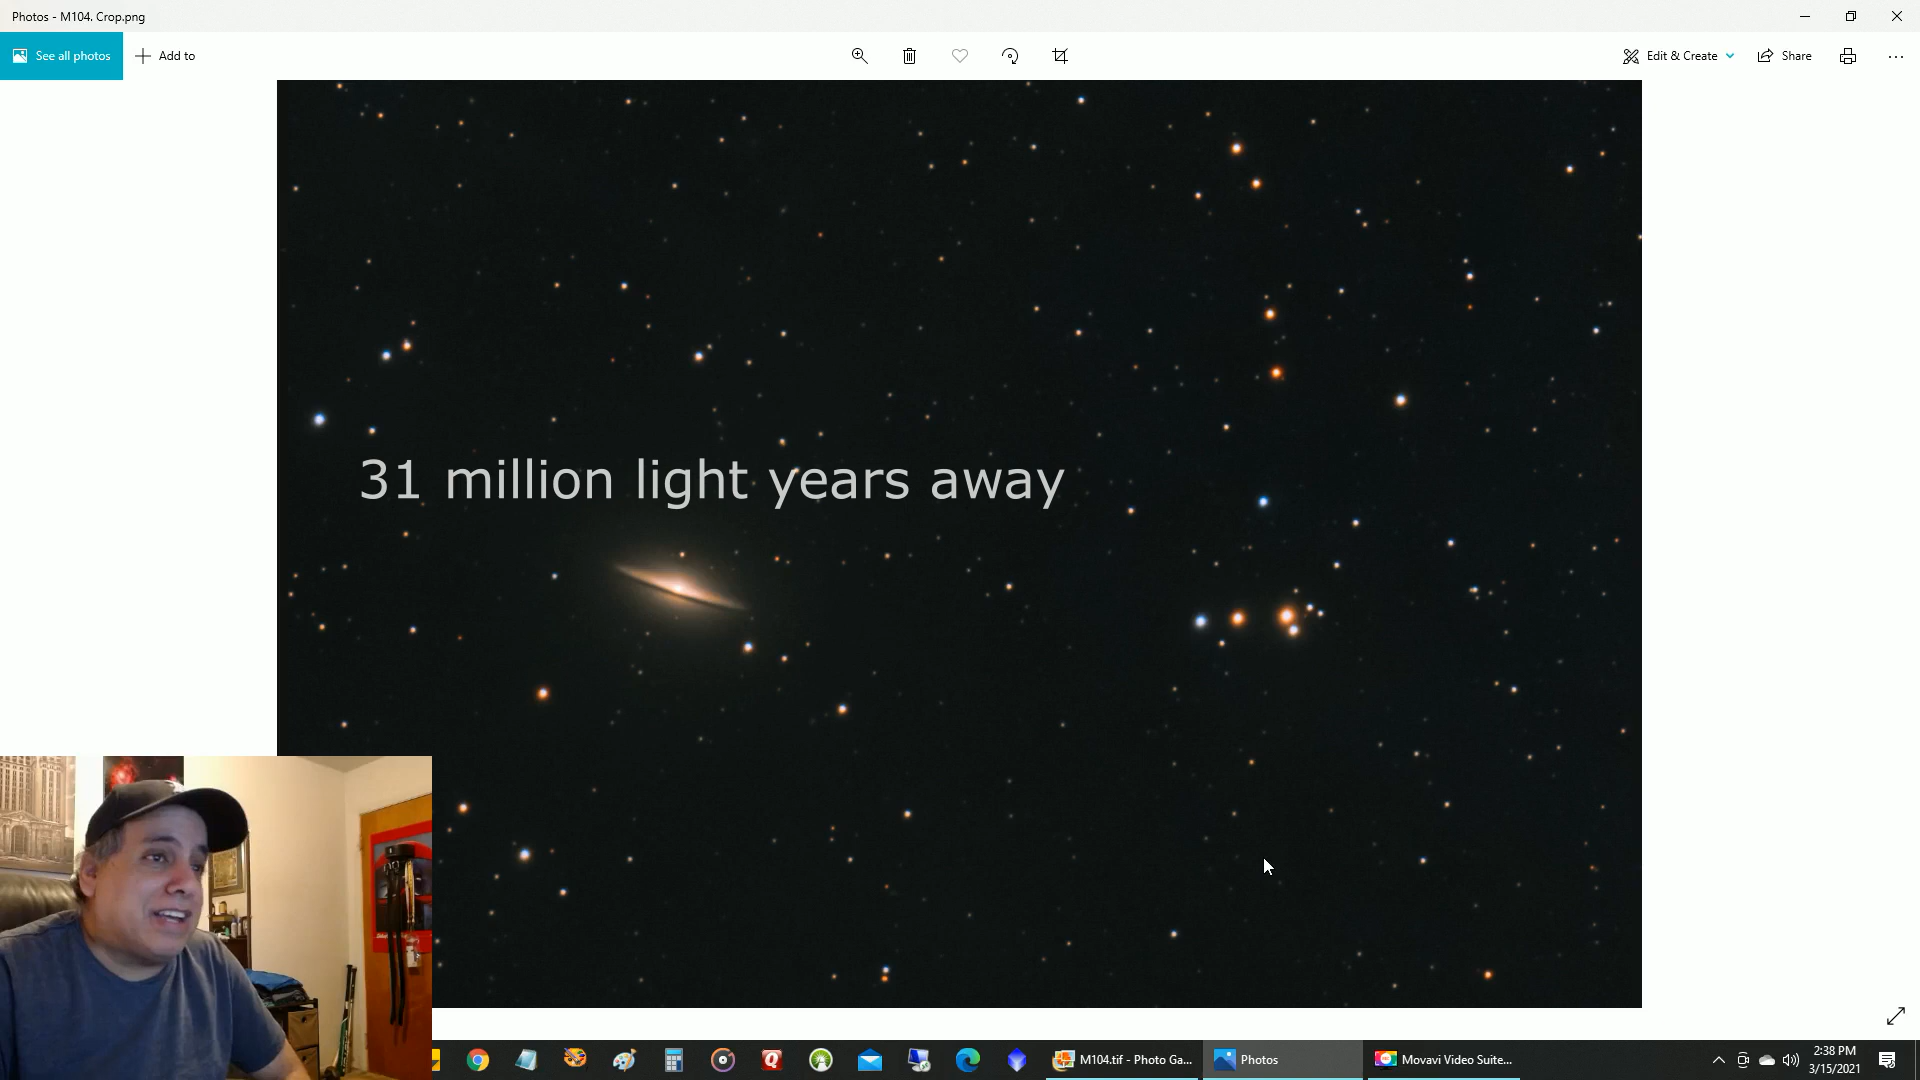 Photos - M104. Crop.png
See all photos
Add to
Edit & Create
Share
31 million light years away
M104.tif - Photo Ga...
Photos
Movavi Video Suite...
2:38 PM
3/15/2021